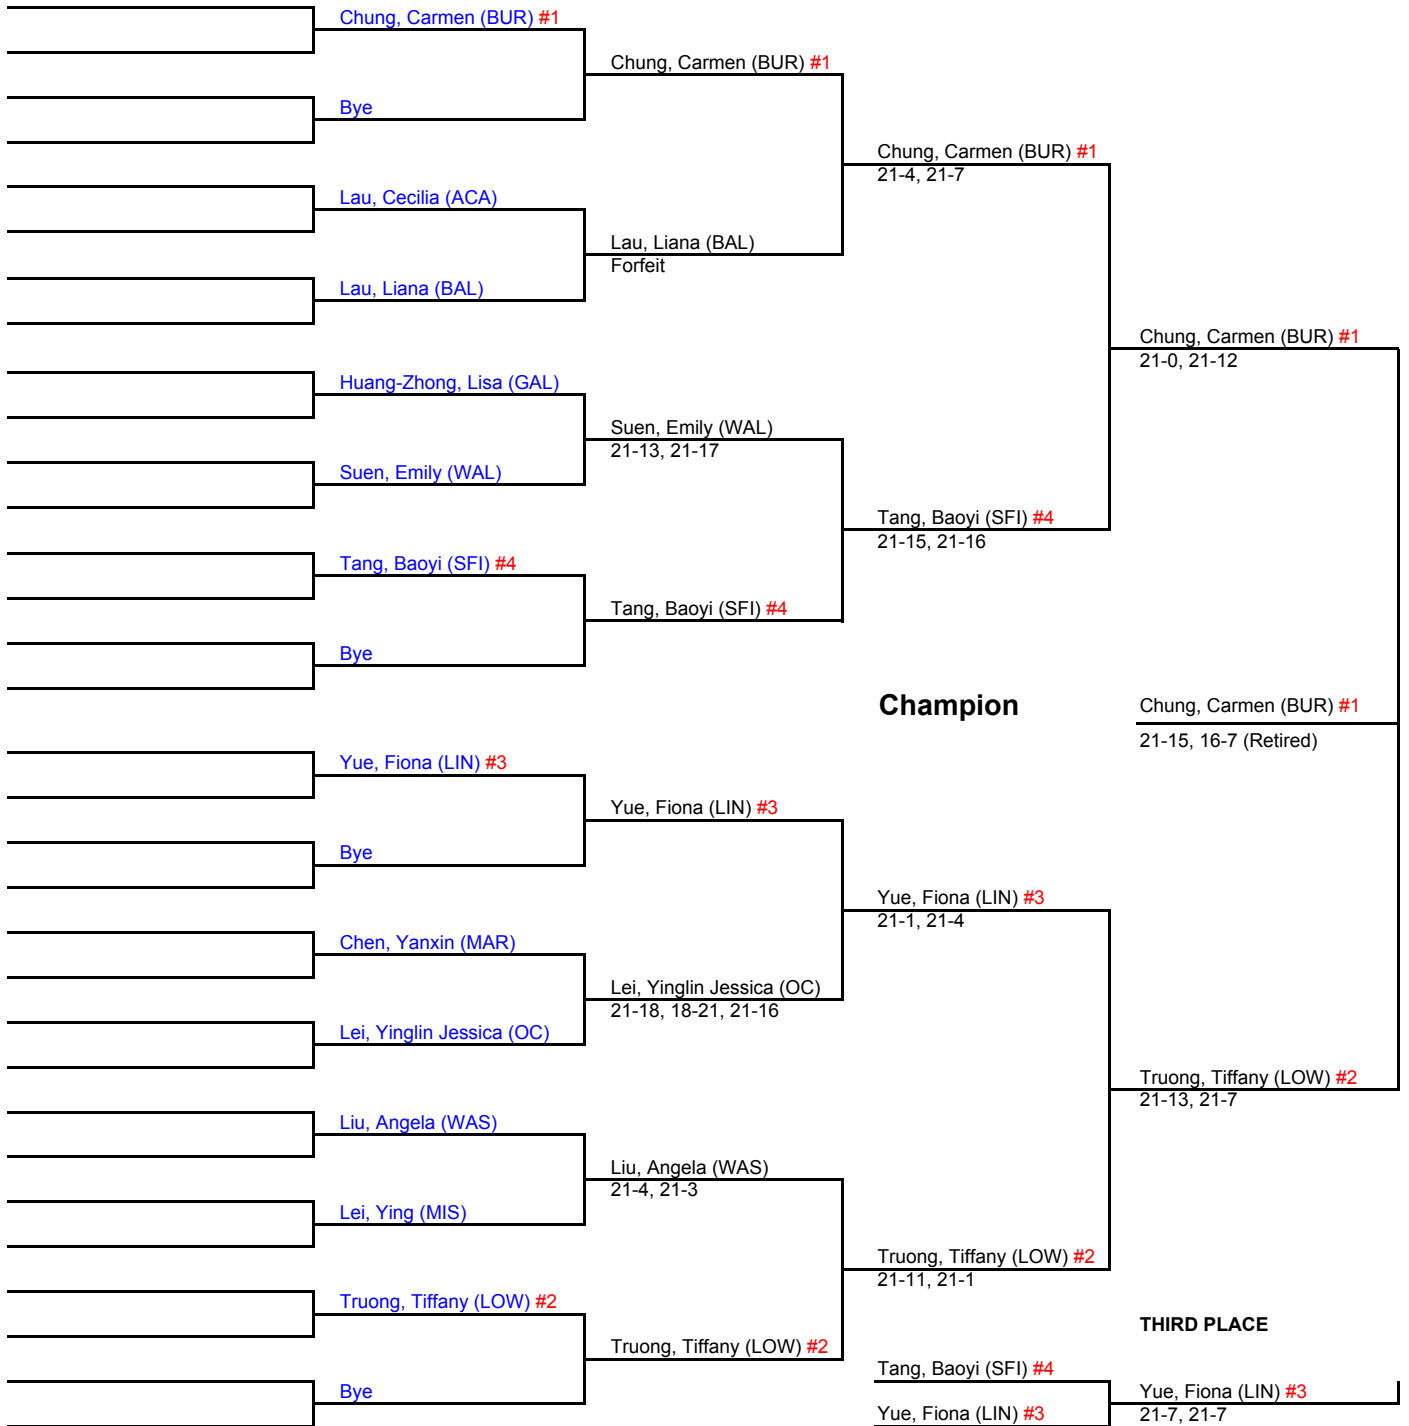 Chung, Carmen (BUR) #1
Bye
Lau, Cecilia (ACA)
Lau, Liana (BAL)
Huang-Zhong, Lisa (GAL)
Suen, Emily (WAL)
Tang, Baoyi (SFI) #4
Bye
Yue, Fiona (LIN) #3
Bye
Chen, Yanxin (MAR)
Lei, Yinglin Jessica (OC)
Liu, Angela (WAS)
Lei, Ying (MIS)
Truong, Tiffany (LOW) #2
Bye
Chung, Carmen (BUR) #1
Lau, Liana (BAL)
Forfeit
Suen, Emily (WAL)
21-13, 21-17
Tang, Baoyi (SFI) #4
Yue, Fiona (LIN) #3
Lei, Yinglin Jessica (OC)
21-18, 18-21, 21-16
Liu, Angela (WAS)
21-4, 21-3
Truong, Tiffany (LOW) #2
Chung, Carmen (BUR) #1
21-4, 21-7
Tang, Baoyi (SFI) #4
21-15, 21-16
Yue, Fiona (LIN) #3
21-1, 21-4
Truong, Tiffany (LOW) #2
21-11, 21-1
Chung, Carmen (BUR) #1
21-0, 21-12
Truong, Tiffany (LOW) #2
21-13, 21-7
Champion
Chung, Carmen (BUR) #1
21-15, 16-7 (Retired)
THIRD PLACE
Tang, Baoyi (SFI) #4
Yue, Fiona (LIN) #3
Yue, Fiona (LIN) #3
21-7, 21-7